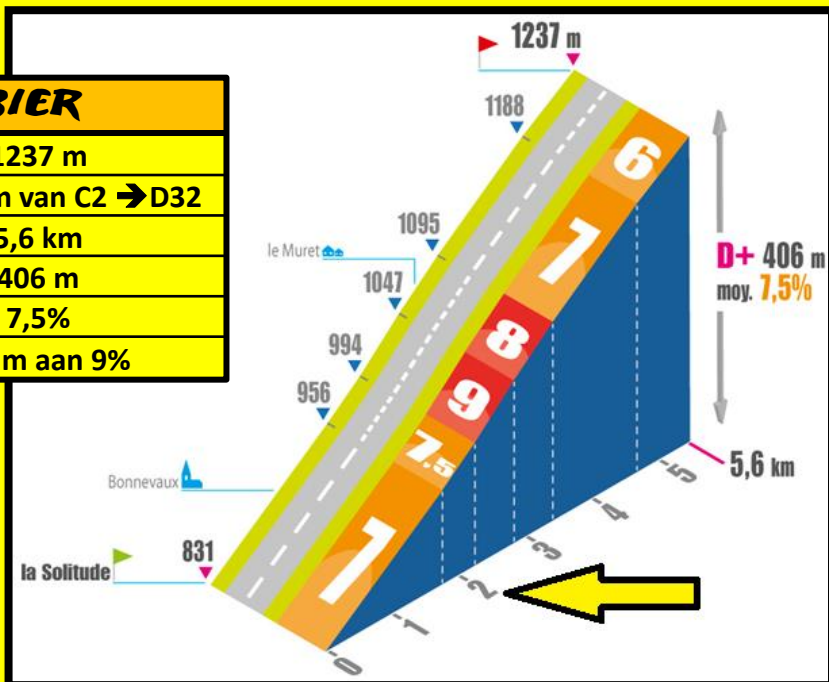 BIER
1237 m
m van C2 ➔ D32
5,6 km
406 m
7,5%
m aan 9%
1237 m
1188
1095
le Muret
1047
994
956
Bonnevaux
831
la Solitude
6
7
8
9
7,5
7
D+ 406 m
moy. 7,5%
5,6 km
0
1
2
3
4
5